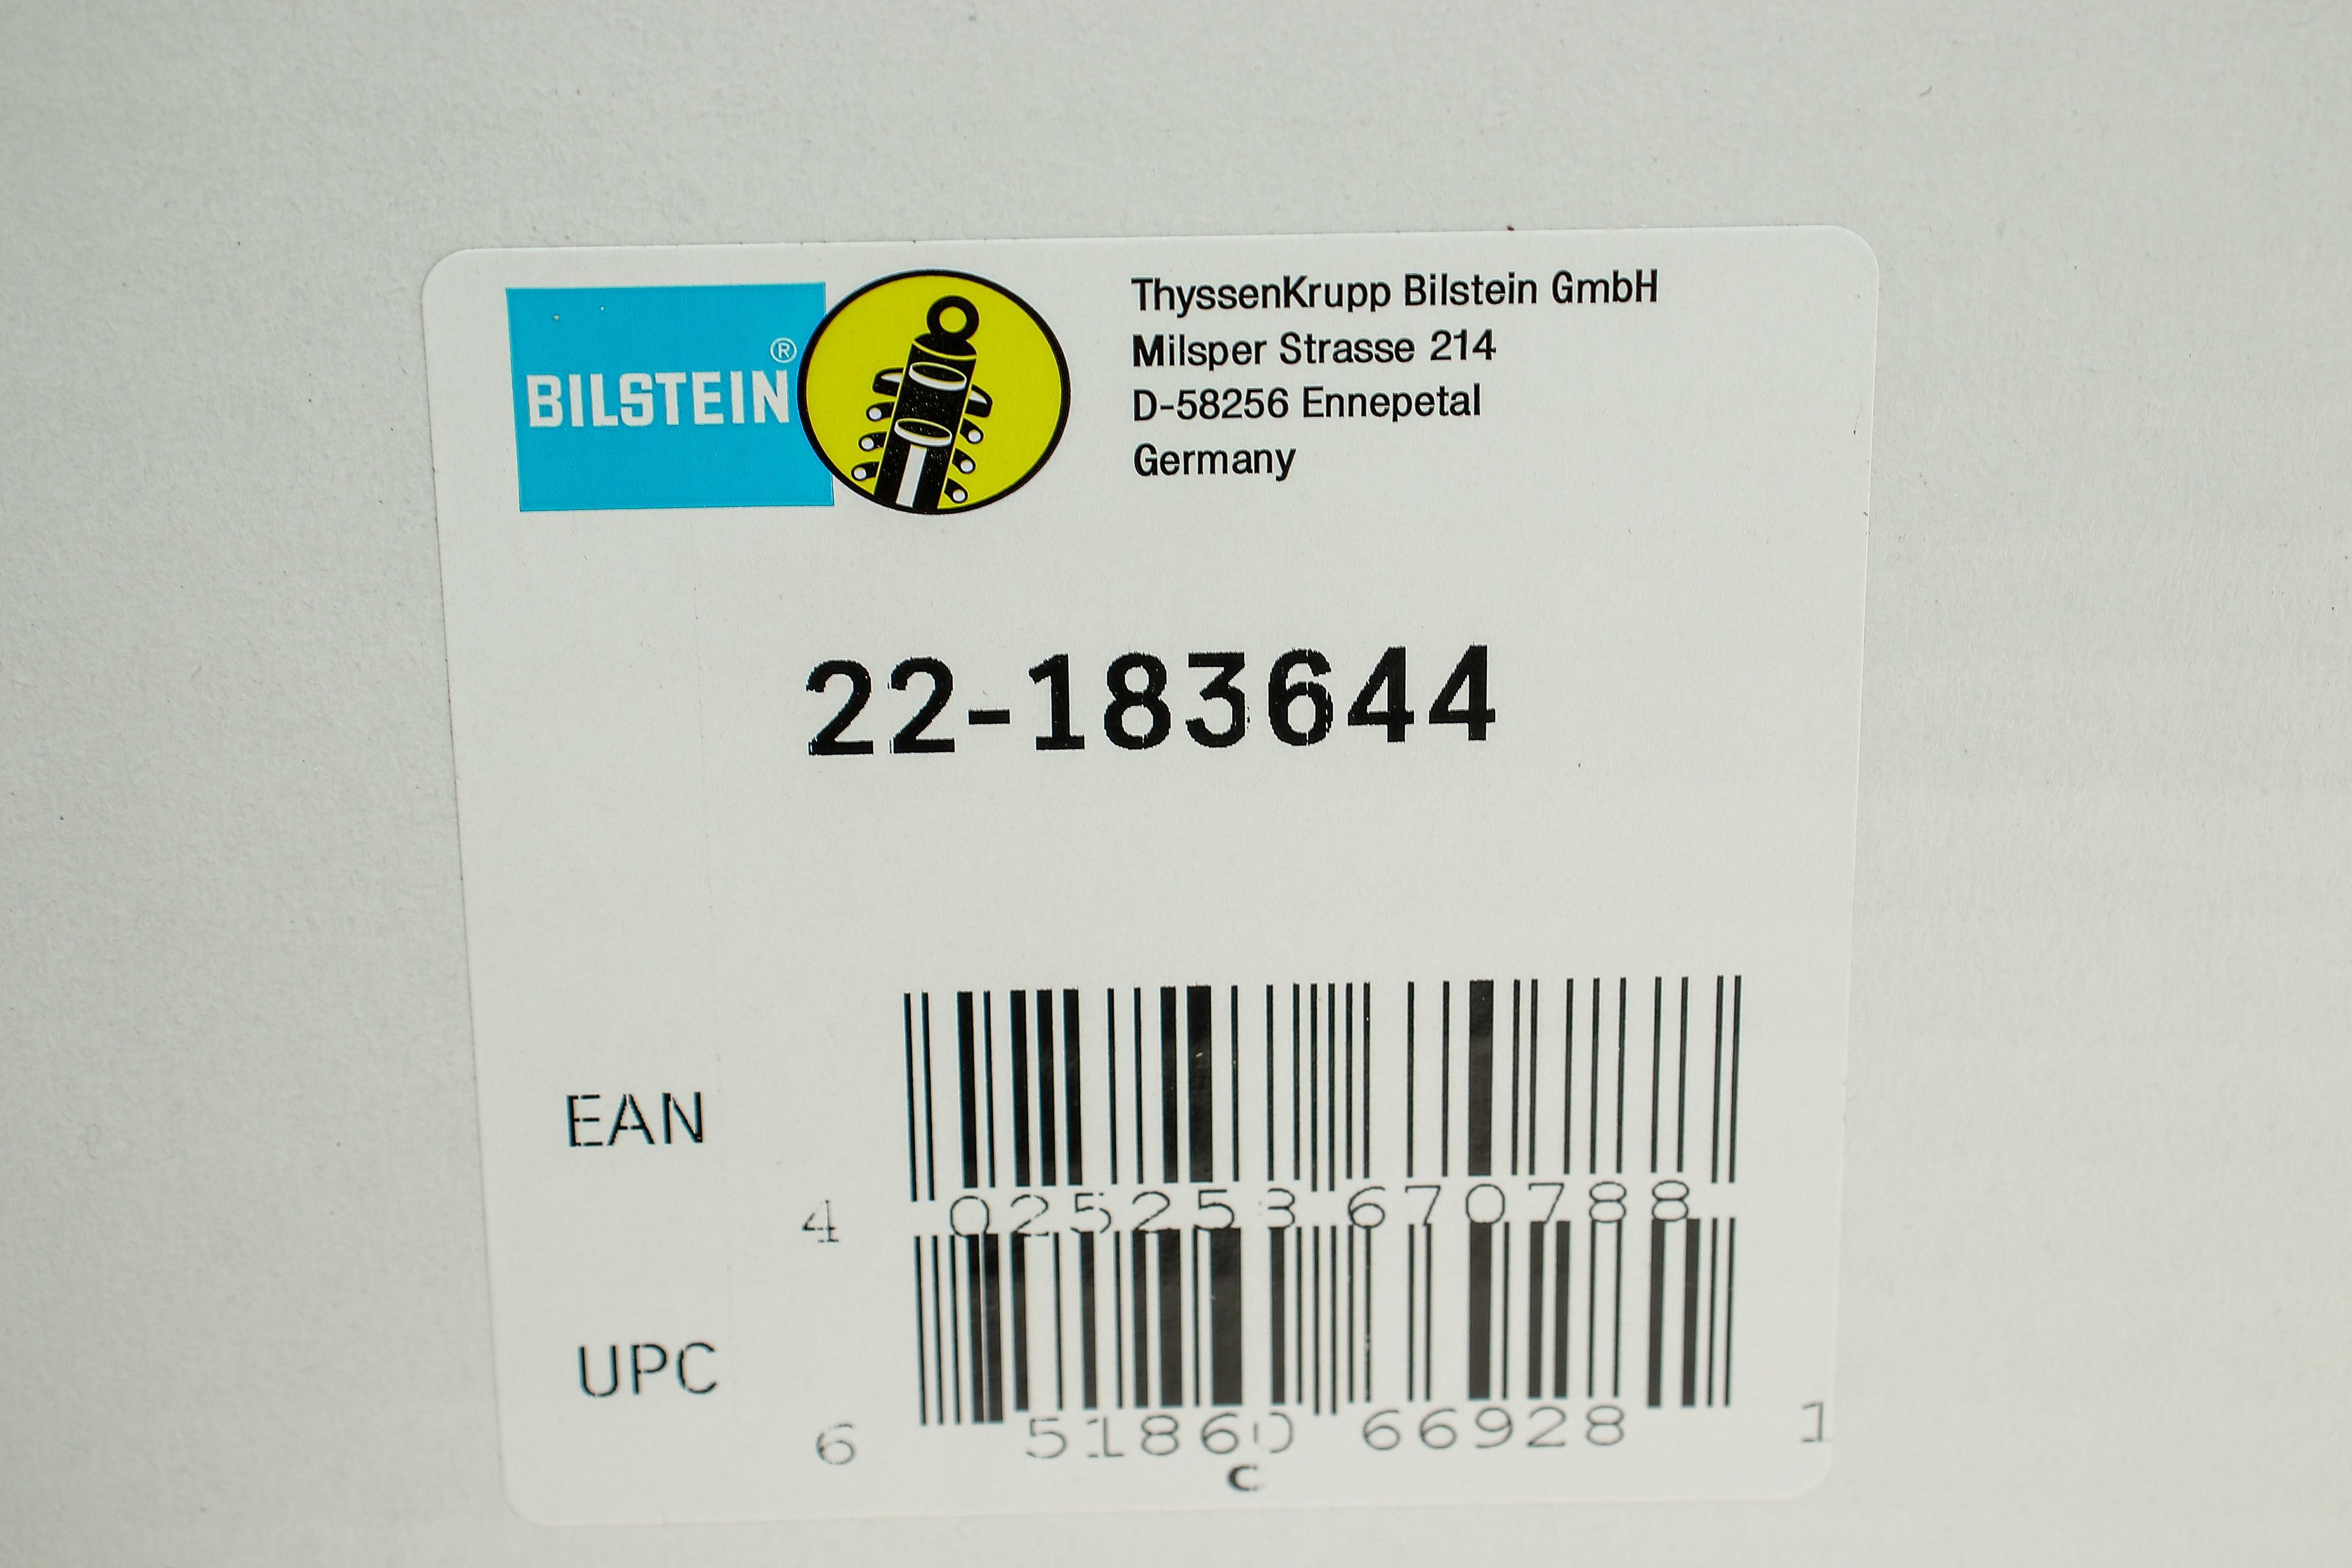 BILSTEIN®
ThyssenKrupp Bilstein GmbH
Milsper Strasse 214
D-58256 Ennepetal
Germany
22-183644
EAN
4 025253 670788
UPC
6 51860 66928 1
C